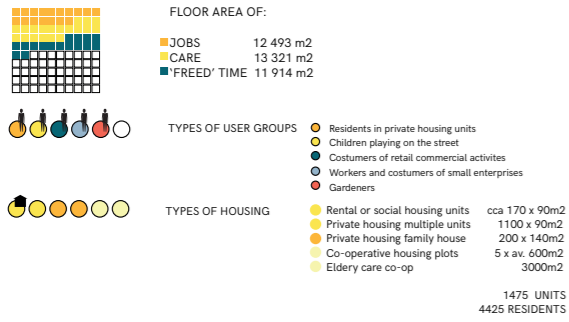 FLOOR AREA OF:
JOBS 12 493 m2
CARE 13 321 m2
'FREED' TIME 11 914 m2
TYPES OF USER GROUPS
Residents in private housing units
Children playing on the street
Costumers of retail commercial activites
Workers and costumers of small enterprises
Gardeners
TYPES OF HOUSING
Rental or social housing units cca 170 x 90m2
Private housing multiple units 1100 x 90m2
Private housing family house 200 x 140m2
Co-operative housing plots 5 x av. 600m2
Eldery care co-op 3000m2
1475 UNITS
4425 RESIDENTS